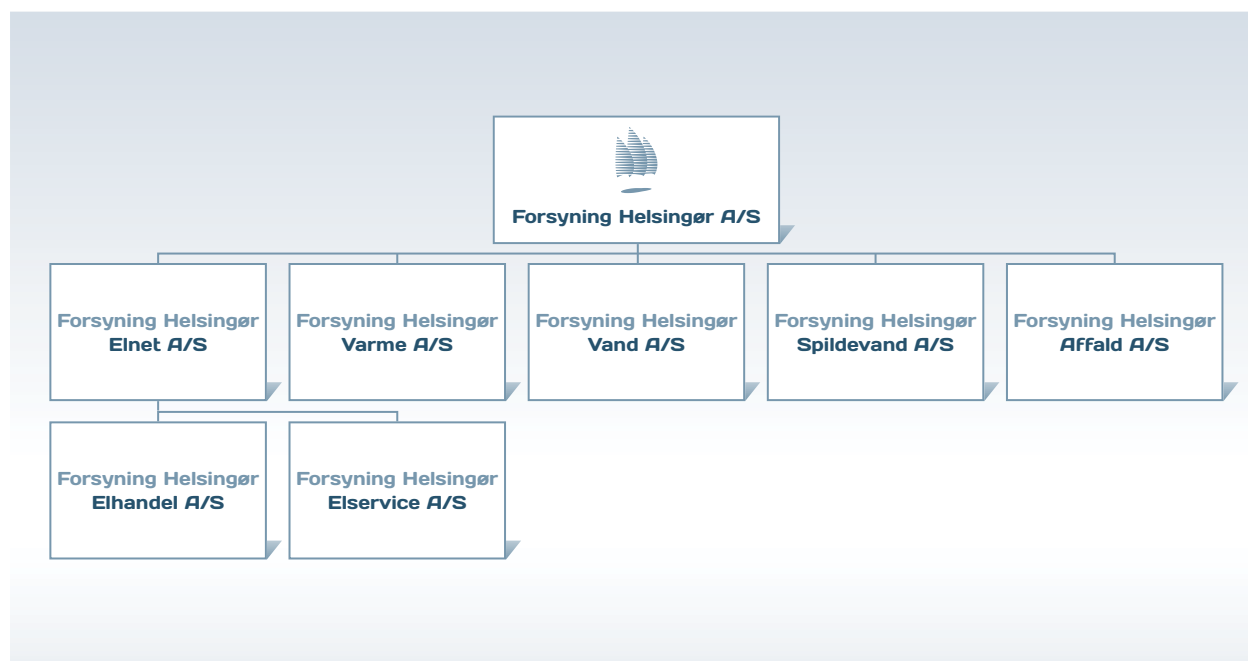 Forsyning Helsingør A/S
Forsyning Helsingør
Elnet A/S
Forsyning Helsingør
Varme A/S
Forsyning Helsingør
Vand A/S
Forsyning Helsingør
Spildevand A/S
Forsyning Helsingør
Affald A/S
Forsyning Helsingør
Elhandel A/S
Forsyning Helsingør
Elservice A/S